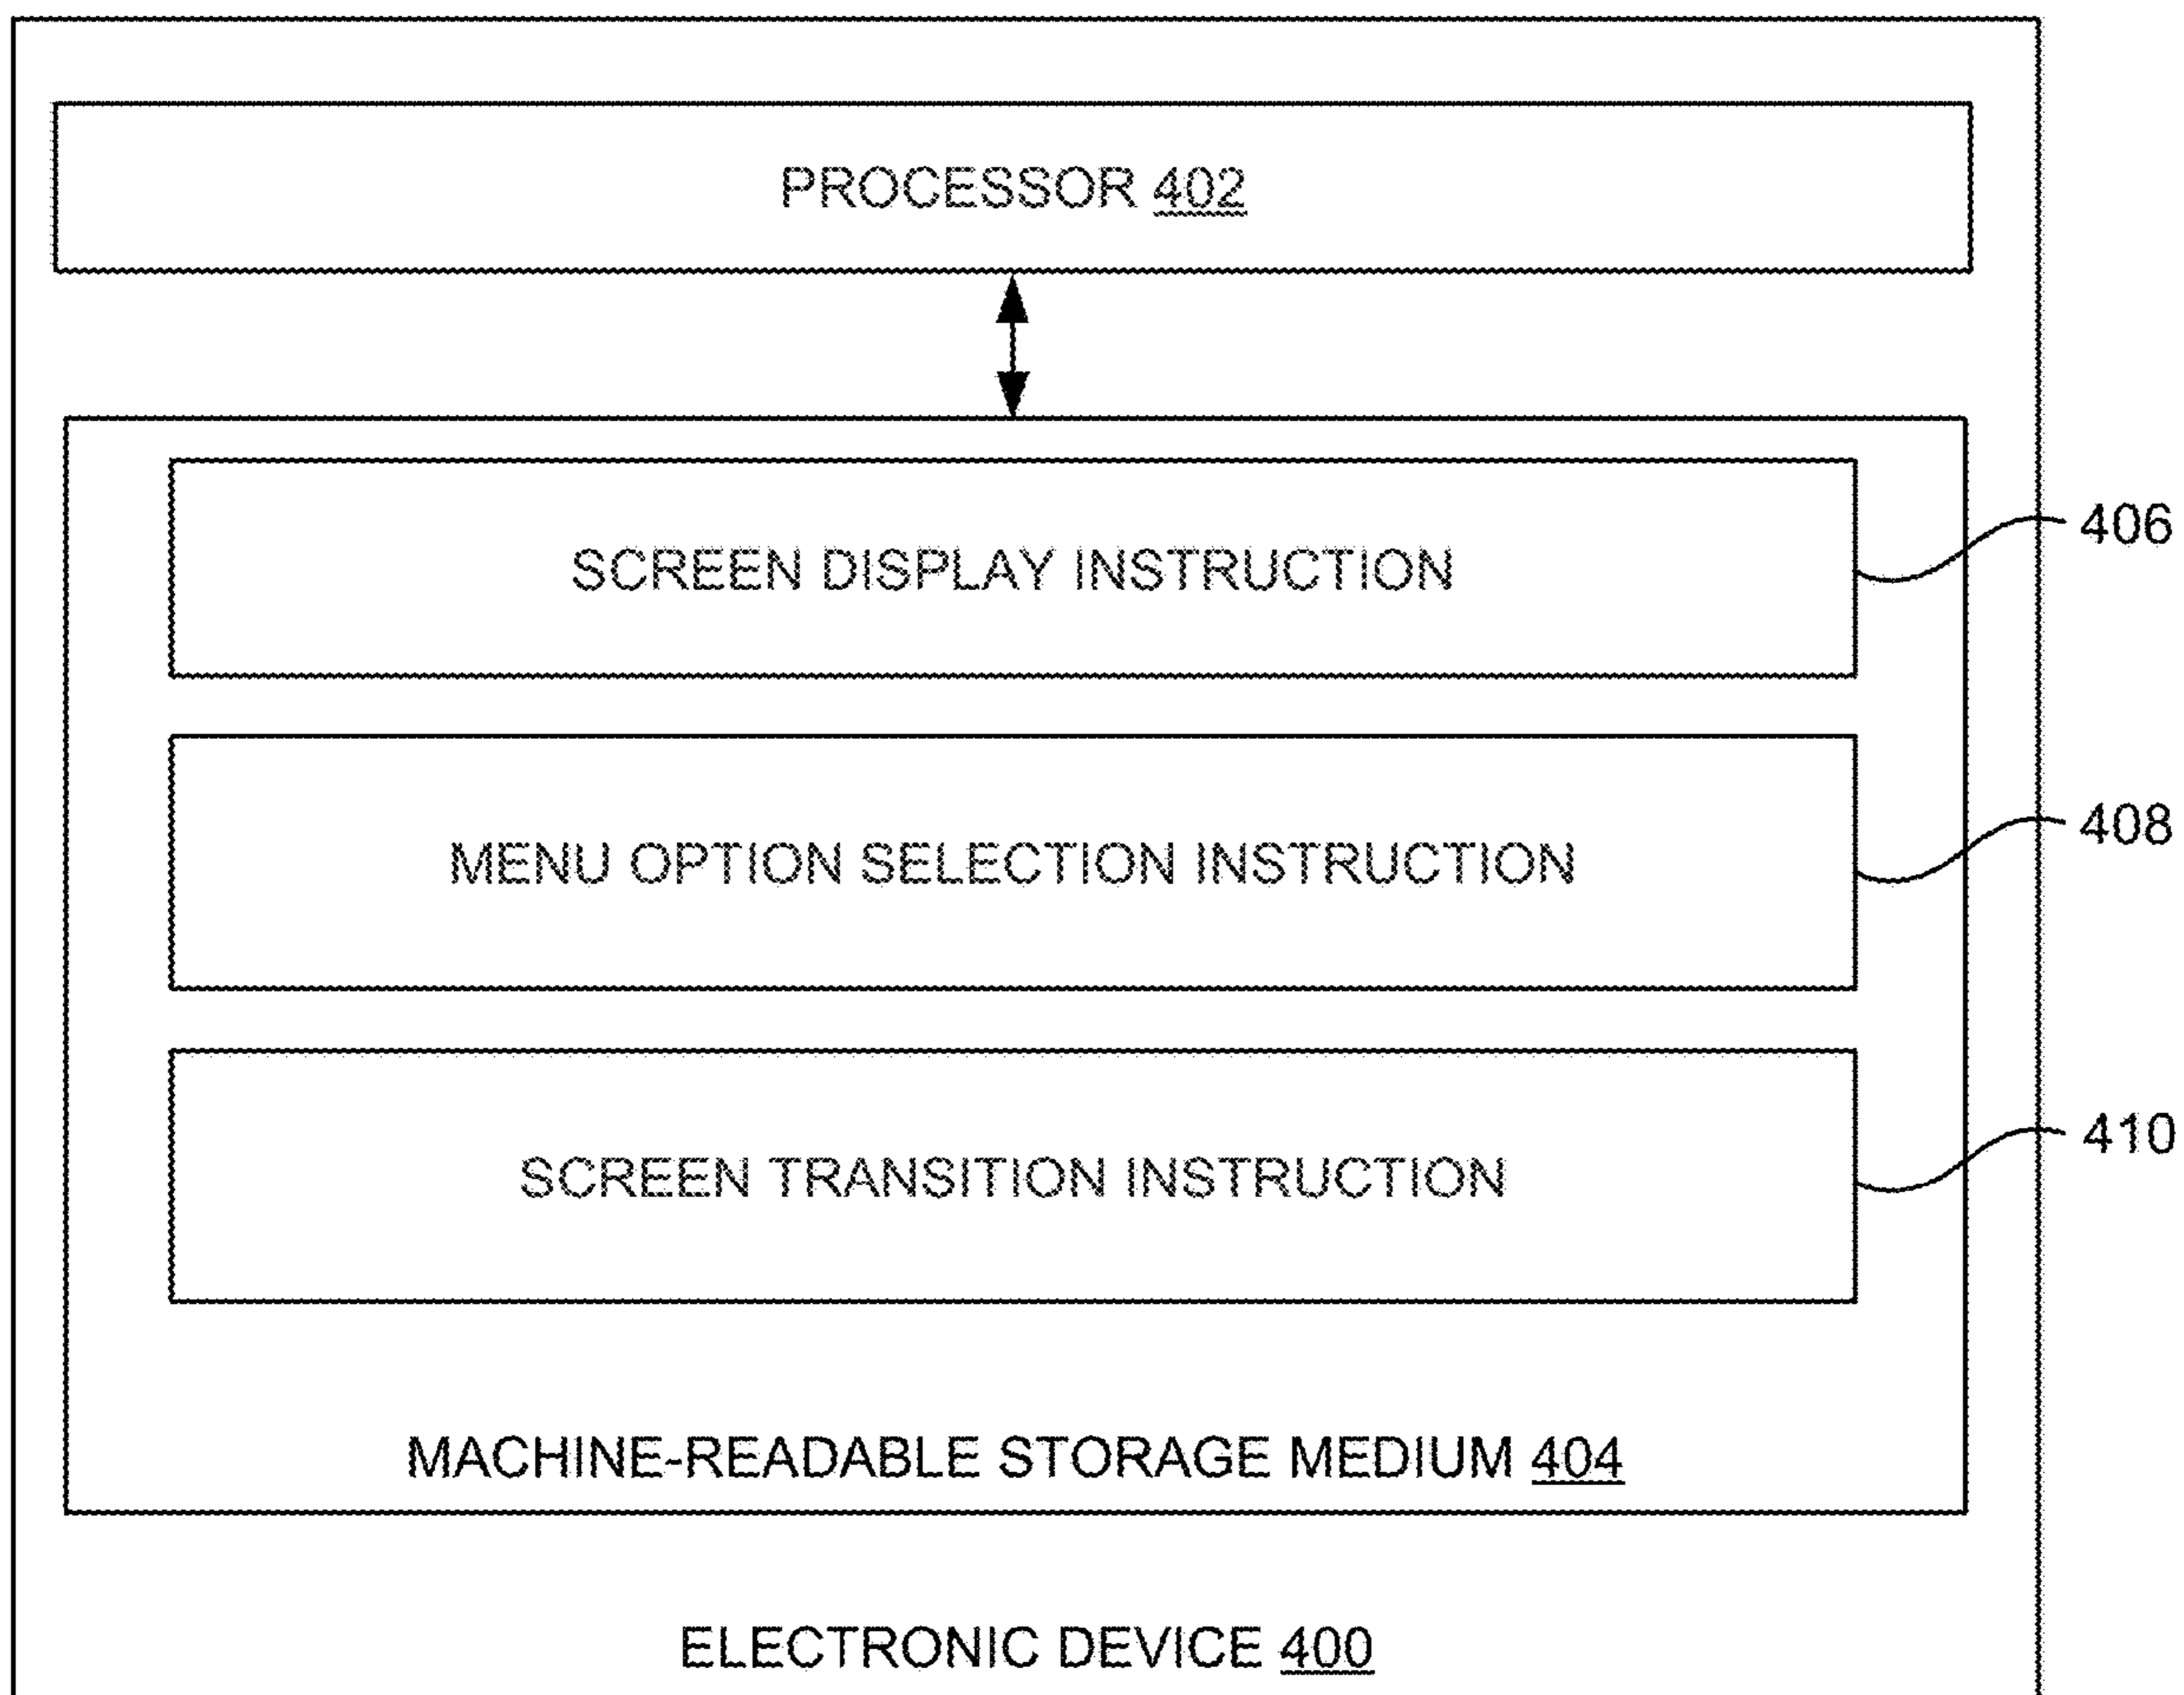 PROCESSOR 402
SCREEN DISPLAY INSTRUCTION
406
MENU OPTION SELECTION INSTRUCTION
408
SCREEN TRANSITION INSTRUCTION
410
MACHINE-READABLE STORAGE MEDIUM 404
ELECTRONIC DEVICE 400